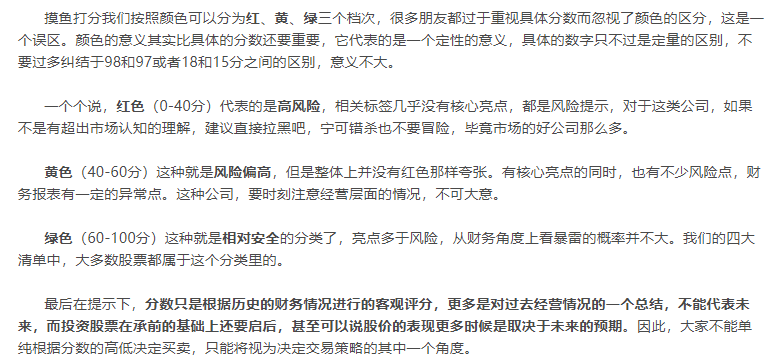 摸鱼打分我们按照颜色可以分为红、黄、绿三个档次，很多朋友都过于重视具体分数而忽视了颜色的区分，这是一
个误区。颜色的意义其实比具体的分数还要重要，它代表的是一个定性的意义，具体的数字只不过是定量的区别，不
要过多纠结于98和97或者18和15分之间的区别，意义不大。
一个个说，红色（0-40分）代表的是高风险，相关标签几乎没有核心亮点，都是风险提示，对于这类公司，如果
不是有超出市场认知的理解，建议直接拉黑吧，宁可错杀也不要冒险，毕竟市场的好公司那么多。
黄色（40-60分）这种就是风险偏高，但是整体上并没有红色那样夸张。有核心亮点的同时，也有不少风险点，财
务报表有一定的异常点。这种公司，要时刻注意经营层面的情况，不可大意。
绿色（60-100分）这种就是相对安全的分类了，亮点多于风险，从财务角度上看暴雷的概率并不大。我们的四大
清单中，大多数股票都属于这个分类里的。
最后在提示下，分数只是根据历史的财务情况进行的客观评分，更多是对过去经营情况的一个总结，不能代表未
来，而投资股票在承前的基础上还要启后，甚至可以说股价的表现更多时候是取决于未来的预期。因此，大家不能单
纯根据分数的高低决定买卖，只能将视为决定交易策略的其中一个角度。